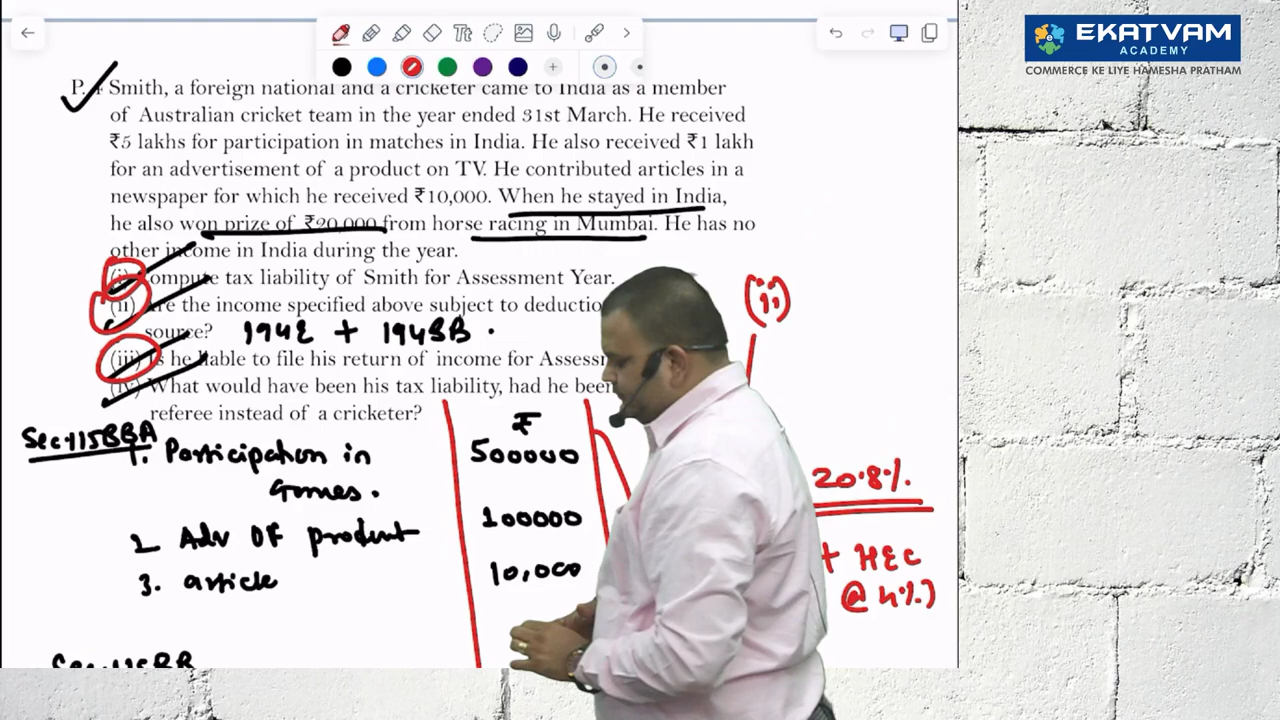 EKATVAM
ACADEMY
COMMERCE KE LIYE HAMESHA PRATHAM
Tt
P. Smith, a foreign national and a cricketer came to India as a member
of Australian cricket team in the year ended 31st March. He received
₹5 lakhs for participation in matches in India. He also received ₹1 lakh
for an advertisement of a product on TV. He contributed articles in a
newspaper for which he received ₹10,000. When he stayed in India,
he also won prize of ₹20,000 from horse racing in Mumbai. He has no
other income in India during the year.
(i) Compute tax liability of Smith for Assessment Year.
(ii) Are the income specified above subject to deductio
(ii)
source? 194E + 194BB.
(iii) Is he liable to file his return of income for Assess
(iv) What would have been his tax liability, had he been
referee instead of a cricketer?
₹
Sec-115BBA
1. Participation in 500000
Games.
20.8%.
2 Adv OF product 100000
3. article 10,000
+ HEC
@ 4%)
Sec-115BB